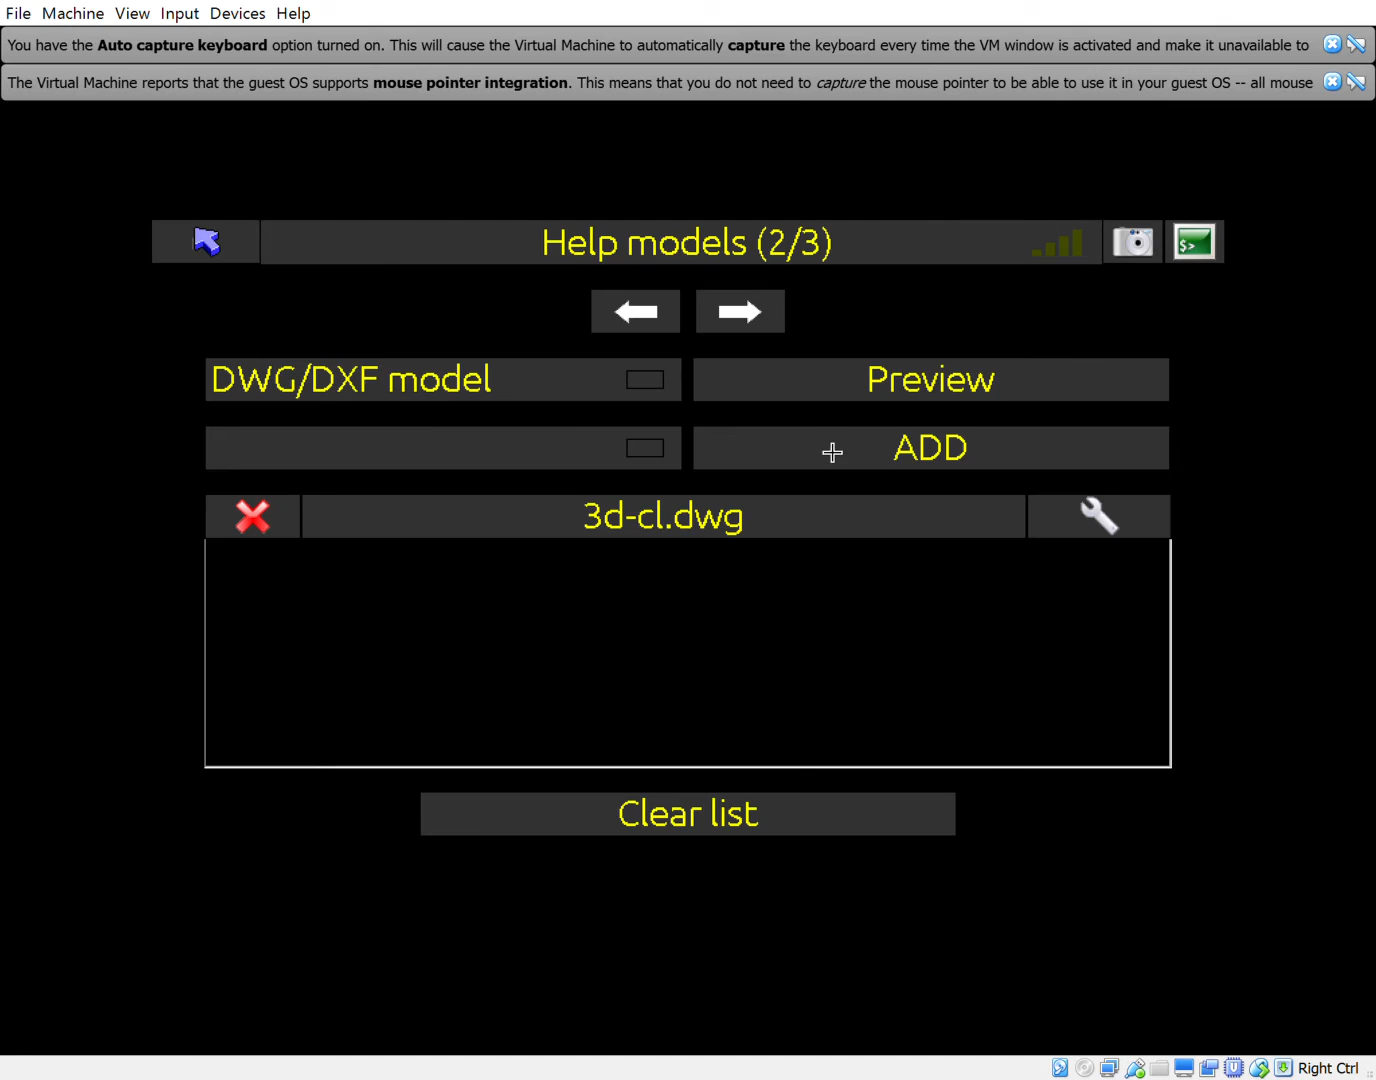 File Machine View Input Devices Help
You have the Auto capture keyboard option turned on. This will cause the Virtual Machine to automatically capture the keyboard every time the VM window is activated and make it unavailable to
The Virtual Machine reports that the guest OS supports mouse pointer integration. This means that you do not need to capture the mouse pointer to be able to use it in your guest OS -- all mouse
Help models (2/3)
$>
DWG/DXF model
Preview
ADD
3d-cl.dwg
Clear list
Right Ctrl